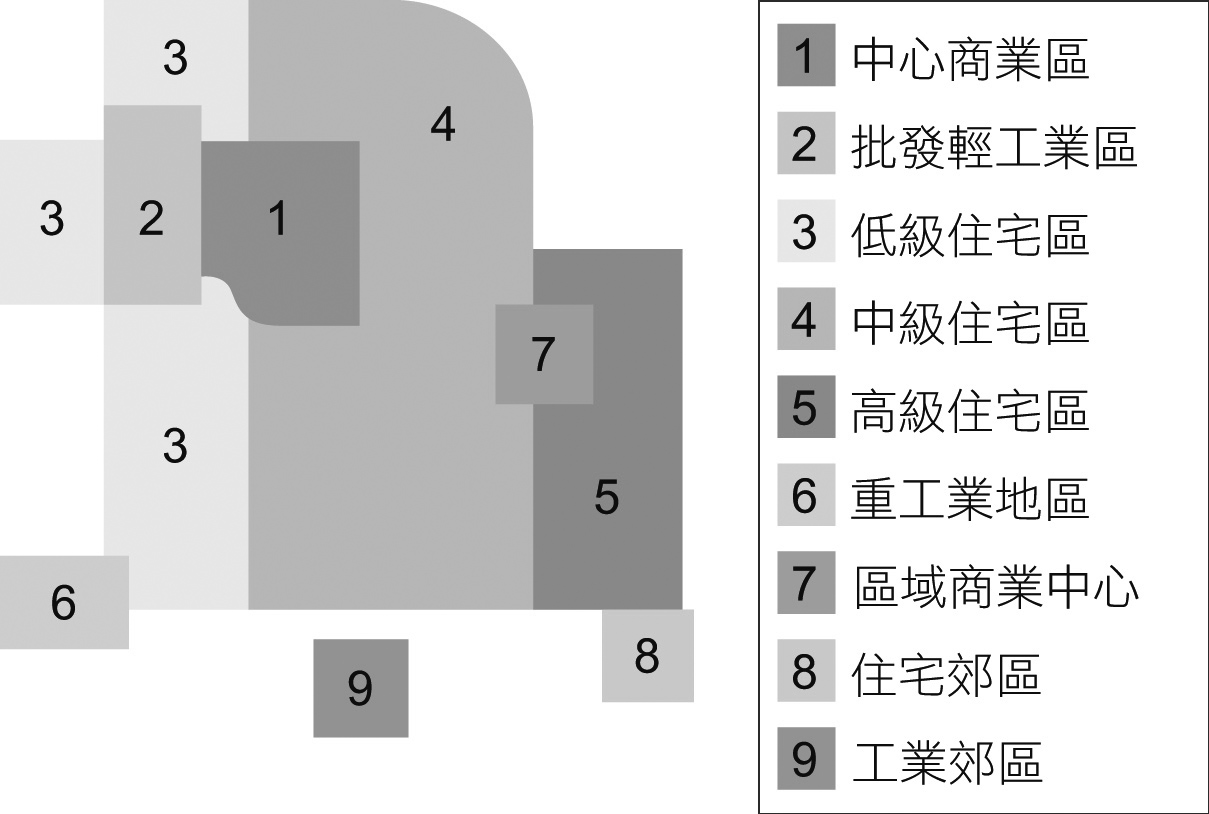 3
4
3
2
1
7
3
5
6
8
9
1 中心商業區
2 批發輕工業區
3 低級住宅區
4 中級住宅區
5 高級住宅區
6 重工業地區
7 區域商業中心
8 住宅郊區
9 工業郊區